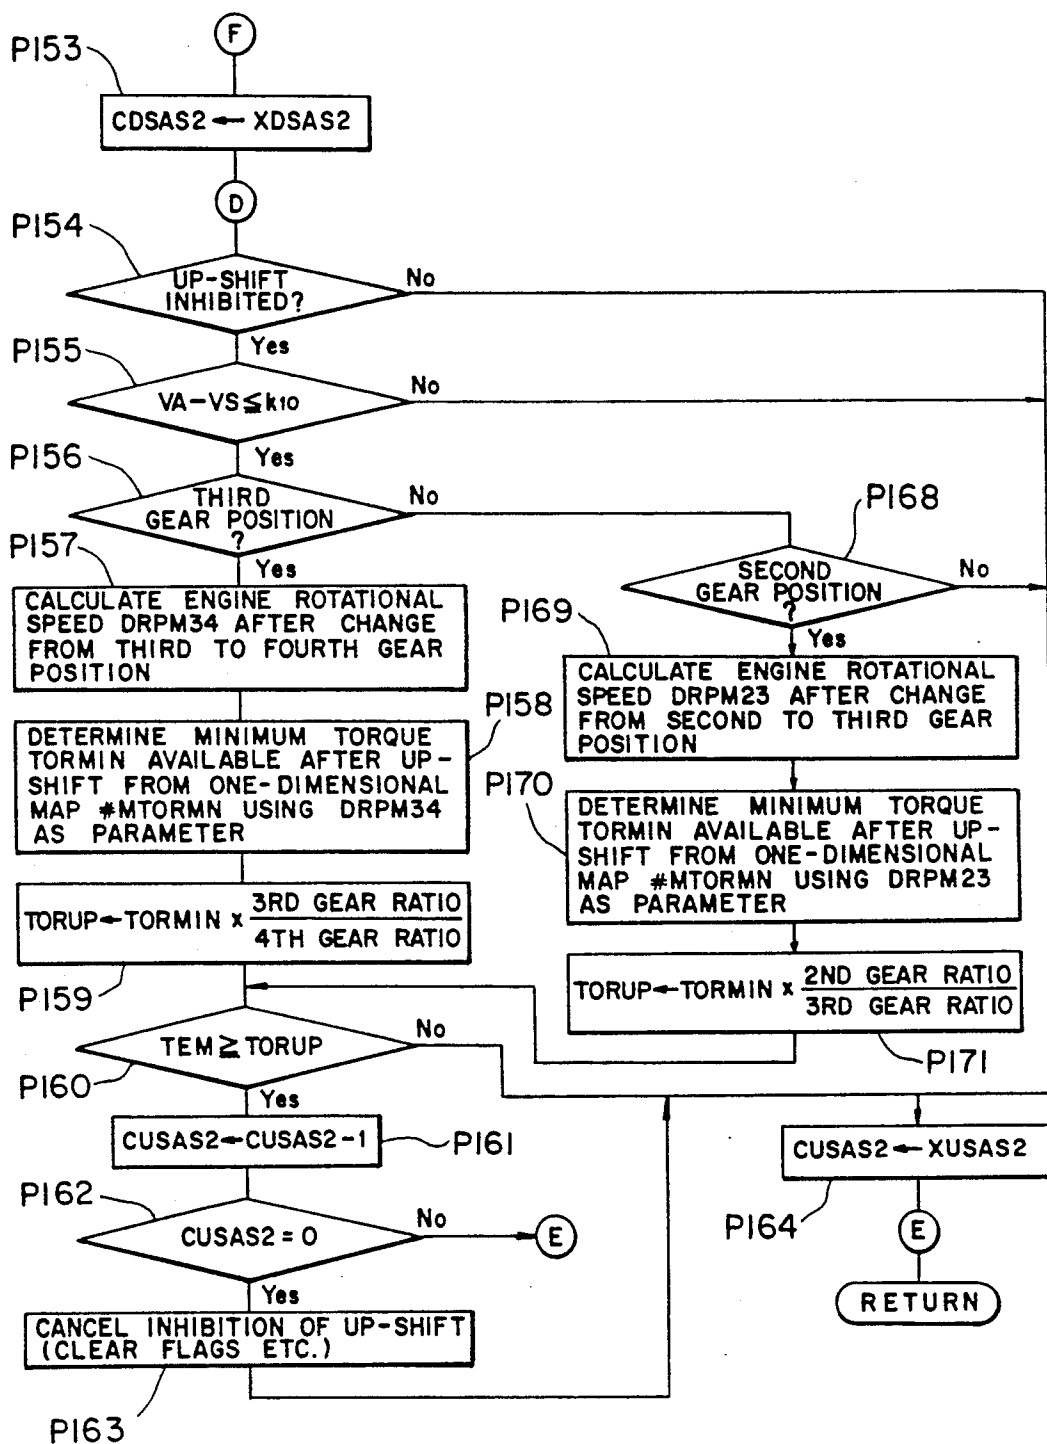 F
P153
CDSAS2 ← XDSAS2
D
P154
UP-SHIFT
INHIBITED?
No
Yes
P155
VA-VS≦k10
No
Yes
P156
THIRD
GEAR POSITION
?
No
Yes
P157
CALCULATE ENGINE ROTATIONAL
SPEED DRPM34 AFTER CHANGE
FROM THIRD TO FOURTH GEAR
POSITION
P158
DETERMINE MINIMUM TORQUE
TORMIN AVAILABLE AFTER UP-
SHIFT FROM ONE-DIMENSIONAL
MAP #MTORMN USING DRPM34
AS PARAMETER
TORUP←TORMIN x 3RD GEAR RATIO
4TH GEAR RATIO
P159
P168
SECOND
GEAR POSITION
?
No
Yes
P169
CALCULATE ENGINE ROTATIONAL
SPEED DRPM23 AFTER CHANGE
FROM SECOND TO THIRD GEAR
POSITION
P170
DETERMINE MINIMUM TORQUE
TORMIN AVAILABLE AFTER UP-
SHIFT FROM ONE-DIMENSIONAL
MAP #MTORMN USING DRPM23
AS PARAMETER
TORUP←TORMIN x 2ND GEAR RATIO
3RD GEAR RATIO
P171
TEM≧TORUP
No
P160
Yes
CUSAS2←CUSAS2-1
P161
P162
CUSAS2=0
No
E
Yes
CANCEL INHIBITION OF UP-SHIFT
(CLEAR FLAGS ETC.)
P163
CUSAS2 ← XUSAS2
P164
E
RETURN